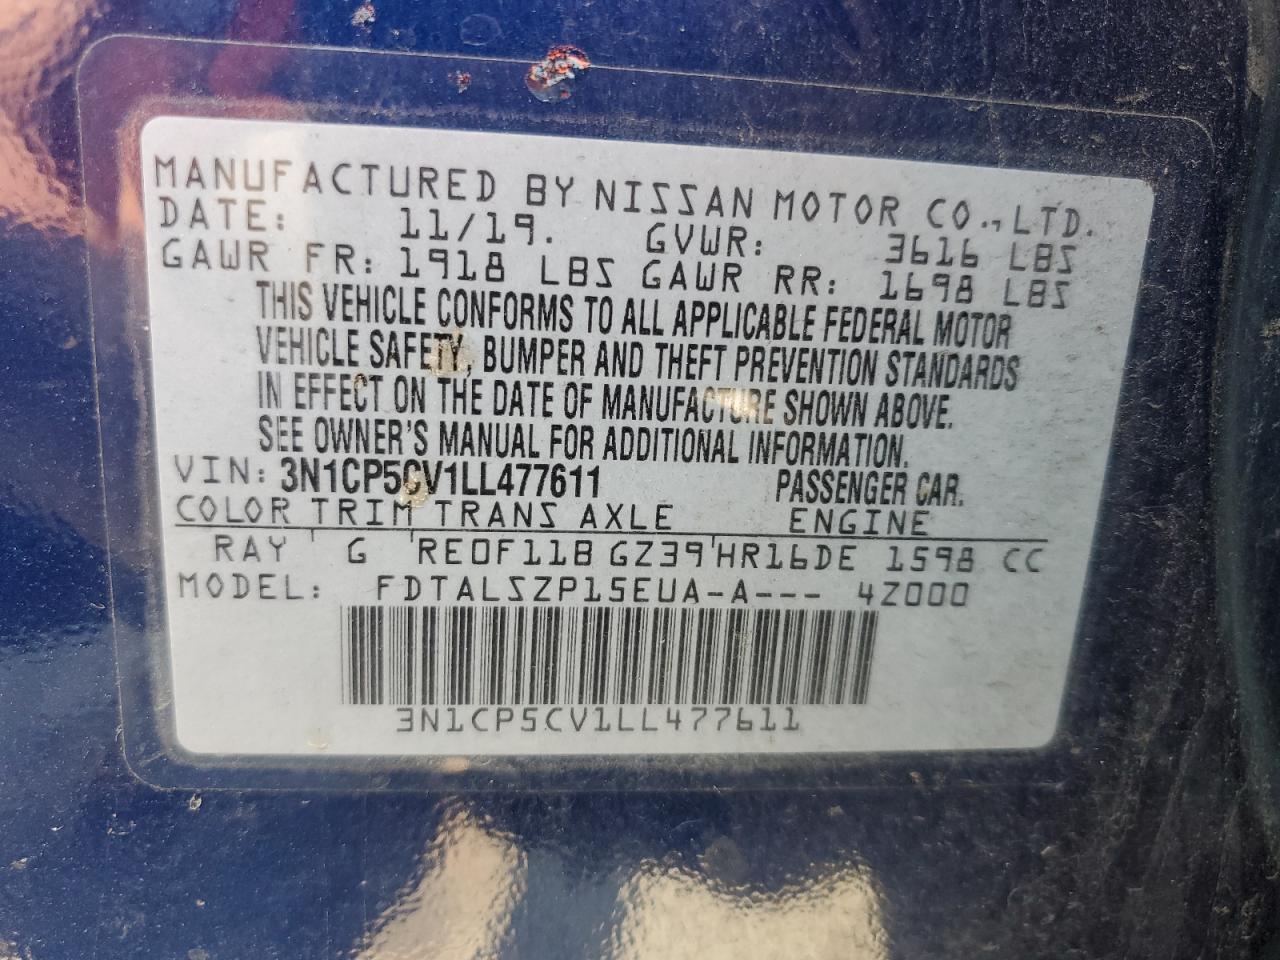 MANUFACTURED BY NISSAN MOTOR CO., LTD.
DATE: 11/19. GVWR: 3616 LBS
GAWR FR: 1918 LBS GAWR RR: 1698 LBS
THIS VEHICLE CONFORMS TO ALL APPLICABLE FEDERAL MOTOR
VEHICLE SAFETY, BUMPER AND THEFT PREVENTION STANDARDS
IN EFFECT ON THE DATE OF MANUFACTURE SHOWN ABOVE.
SEE OWNER'S MANUAL FOR ADDITIONAL INFORMATION.
VIN: 3N1CP5CV1LL477611 PASSENGER CAR.
COLOR TRIM TRANS AXLE ENGINE
RAY G RE0F11B GZ39 HR16DE 1598 CC
MODEL: FDTALSZP15EUA-A--- 4Z000
3N1CP5CV1LL477611